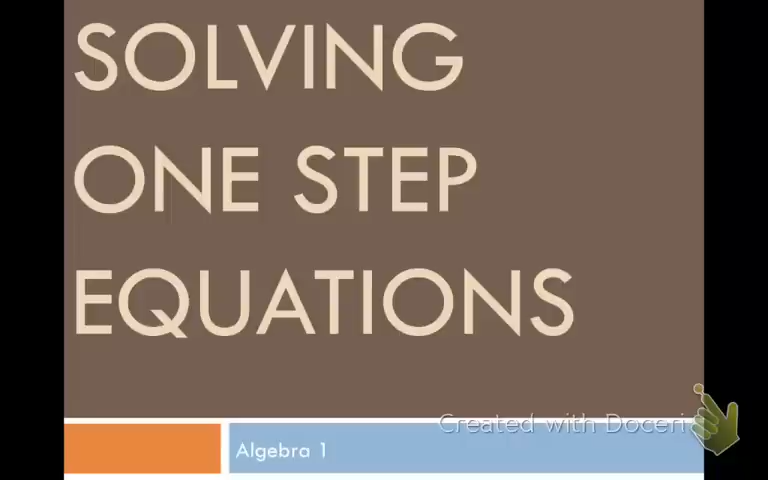 SOLVING
ONE STEP
EQUATIONS
Created with Doceri
Algebra 1